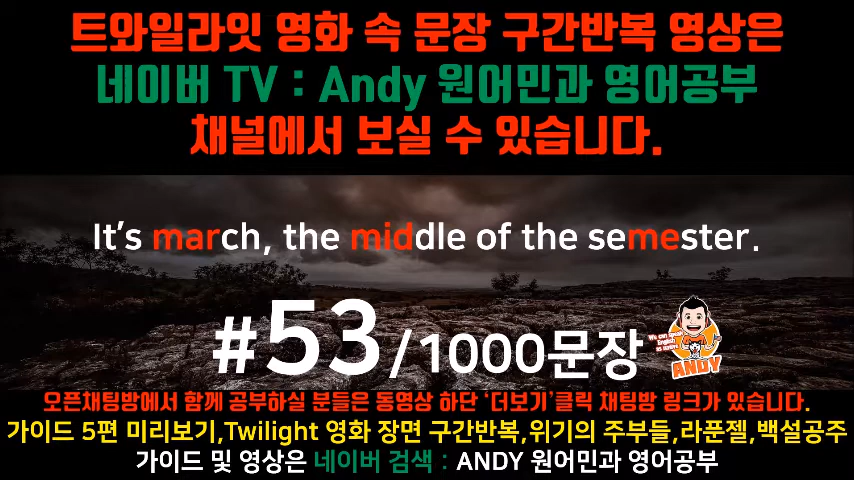 트와일라잇 영화 속 문장 구간반복 영상은
네이버 TV : Andy 원어민과 영어공부
채널에서 보실 수 있습니다.
It's march, the middle of the semester.
#53/1000문장
We can speak
English
as native
ANDY
오픈채팅방에서 함께 공부하실 분들은 동영상 하단 '더보기'클릭 채팅방 링크가 있습니다.
가이드 5편 미리보기,Twilight 영화 장면 구간반복,위기의 주부들,라푼젤,백설공주
가이드 및 영상은 네이버 검색 : ANDY 원어민과 영어공부